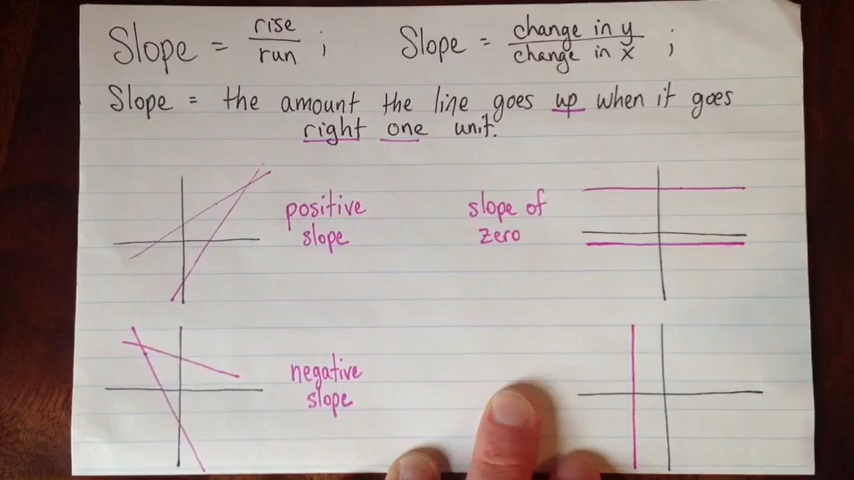 Slope = rise/run ; Slope = change in y/change in x ;
Slope = the amount the line goes up when it goes
right one unit.
positive
slope
slope of
zero
negative
slope